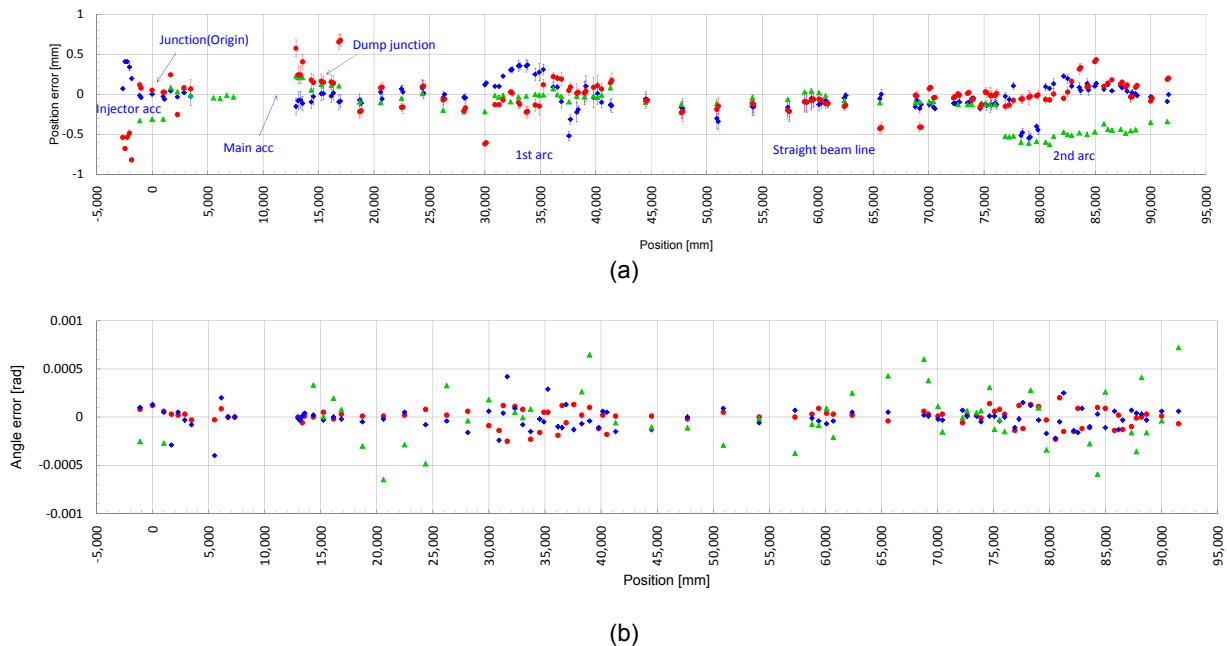 1
0.5
0
-0.5
-1
Position error [mm]
Junction(Origin)
Dump junction
Injector acc
Main acc
1st arc
Straight beam line
2nd arc
-5,000 0 5,000 10,000 15,000 20,000 25,000 30,000 35,000 40,000 45,000 50,000 55,000 60,000 65,000 70,000 75,000 80,000 85,000 90,000 95,000
Position [mm]
(a)
0.001
0.0005
0
-0.0005
-0.001
Angle error [rad]
-5,000 0 5,000 10,000 15,000 20,000 25,000 30,000 35,000 40,000 45,000 50,000 55,000 60,000 65,000 70,000 75,000 80,000 85,000 90,000 95,000
Position [mm]
(b)